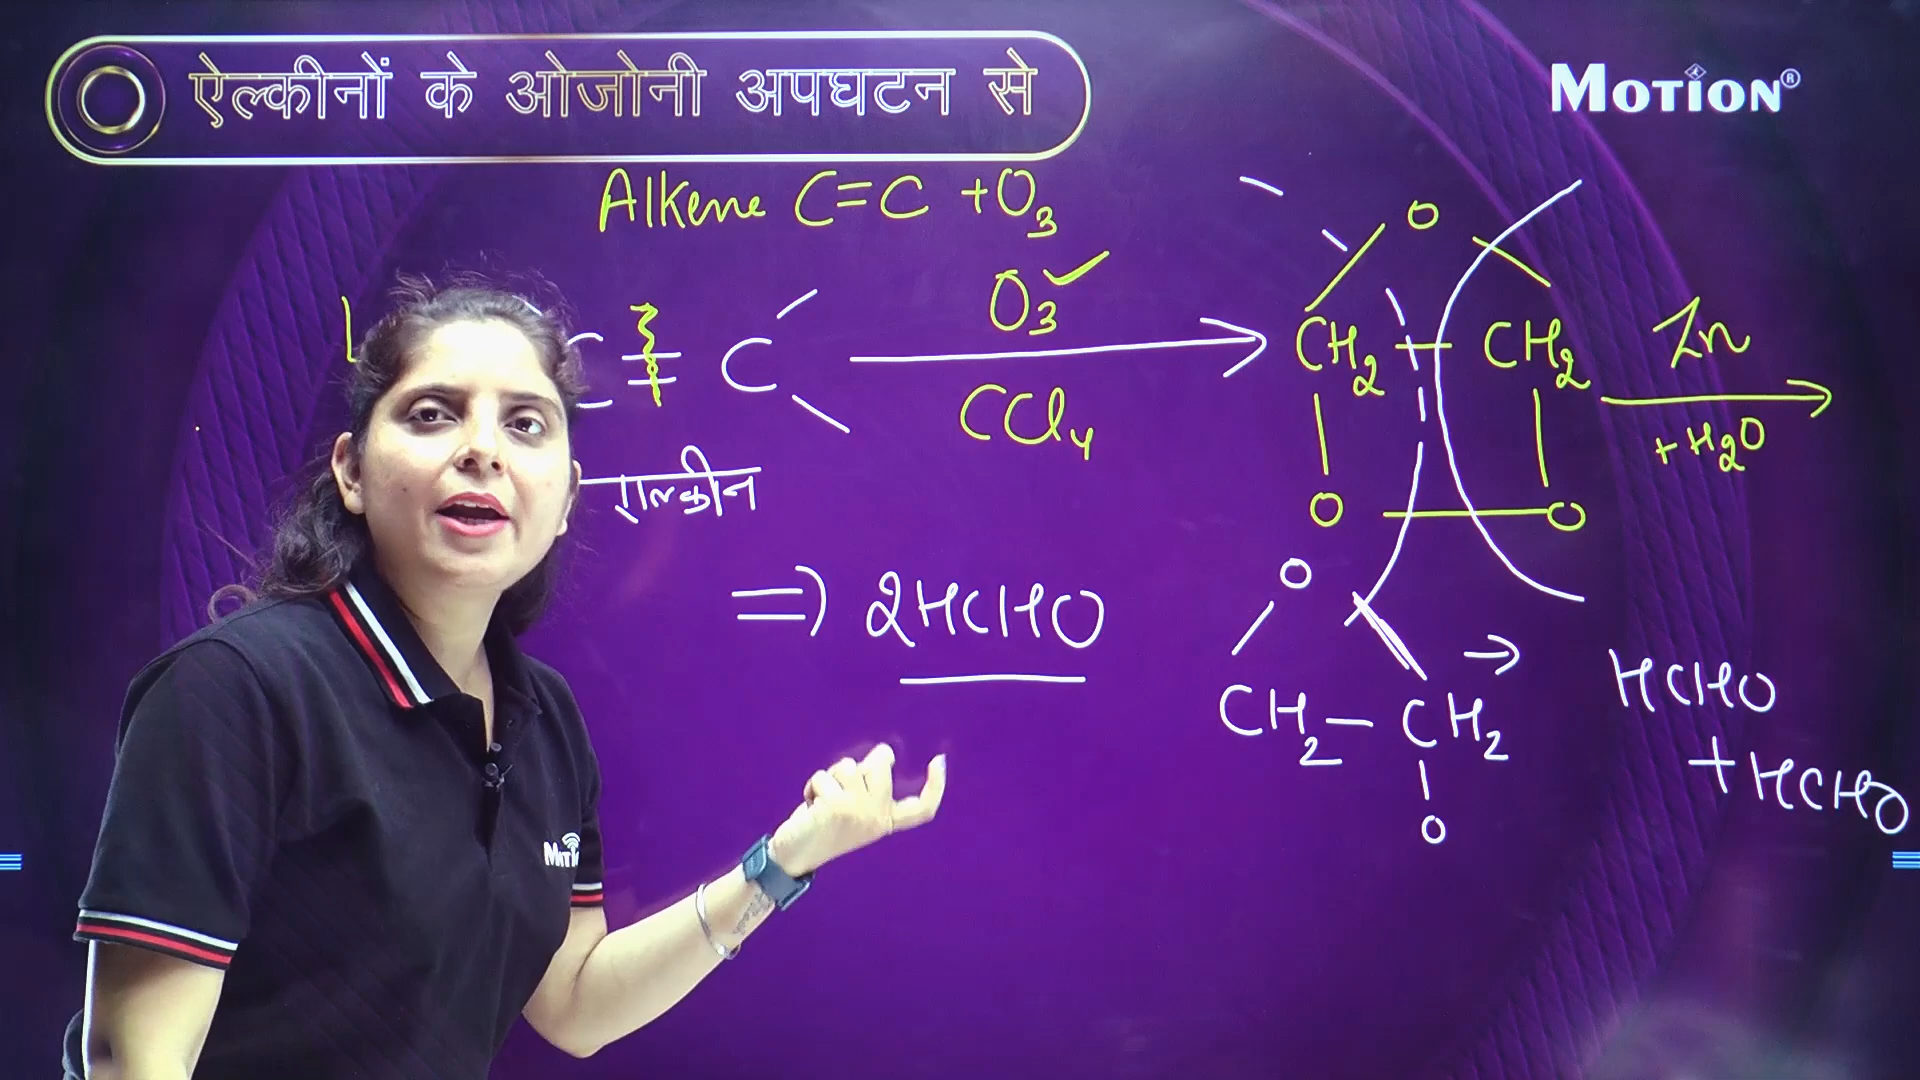 ऐल्कीनों के ओजोनी अपघटन से
MOTION®
Alkene C=C +O3
O3
CCl4
C
C
एल्कीन
O
CH2 — CH2
O — O
Zn
+ H2O
=> 2HCHO
O
CH2 — CH2
O
→ HCHO
+ HCHO